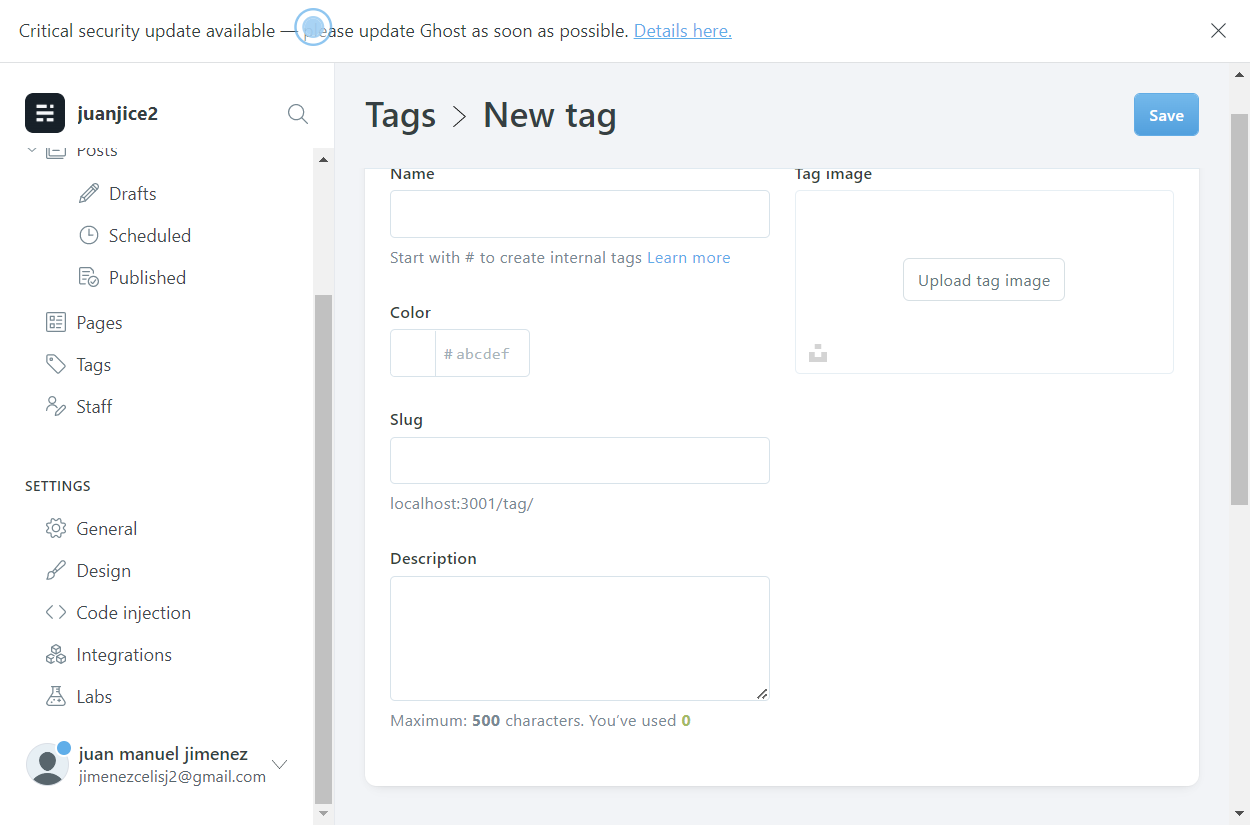 Critical security update available — please update Ghost as soon as possible. Details here.
juanjice2
Posts
Drafts
Scheduled
Published
Pages
Tags
Staff
SETTINGS
General
Design
Code injection
Integrations
Labs
juan manuel jimenez
jimenezcelisj2@gmail.com
Tags > New tag
Save
Name
Start with # to create internal tags Learn more
Color
# abcdef
Slug
localhost:3001/tag/
Description
Maximum: 500 characters. You’ve used 0
Tag image
Upload tag image